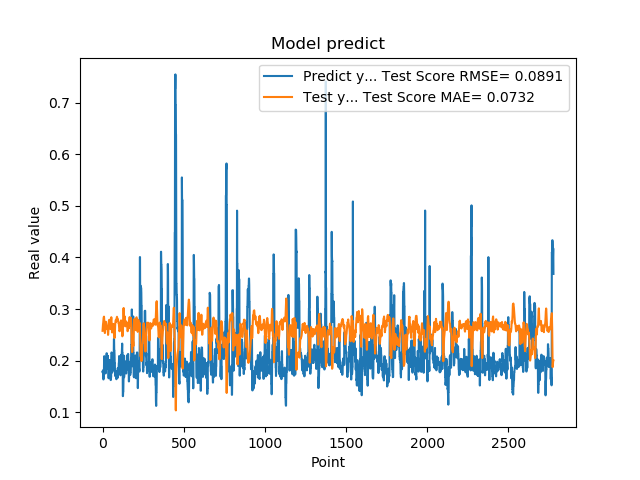 Model predict
Predict y... Test Score RMSE= 0.0891
Test y... Test Score MAE= 0.0732
0.7
0.6
0.5
0.4
0.3
0.2
0.1
Real value
0 500 1000 1500 2000 2500
Point